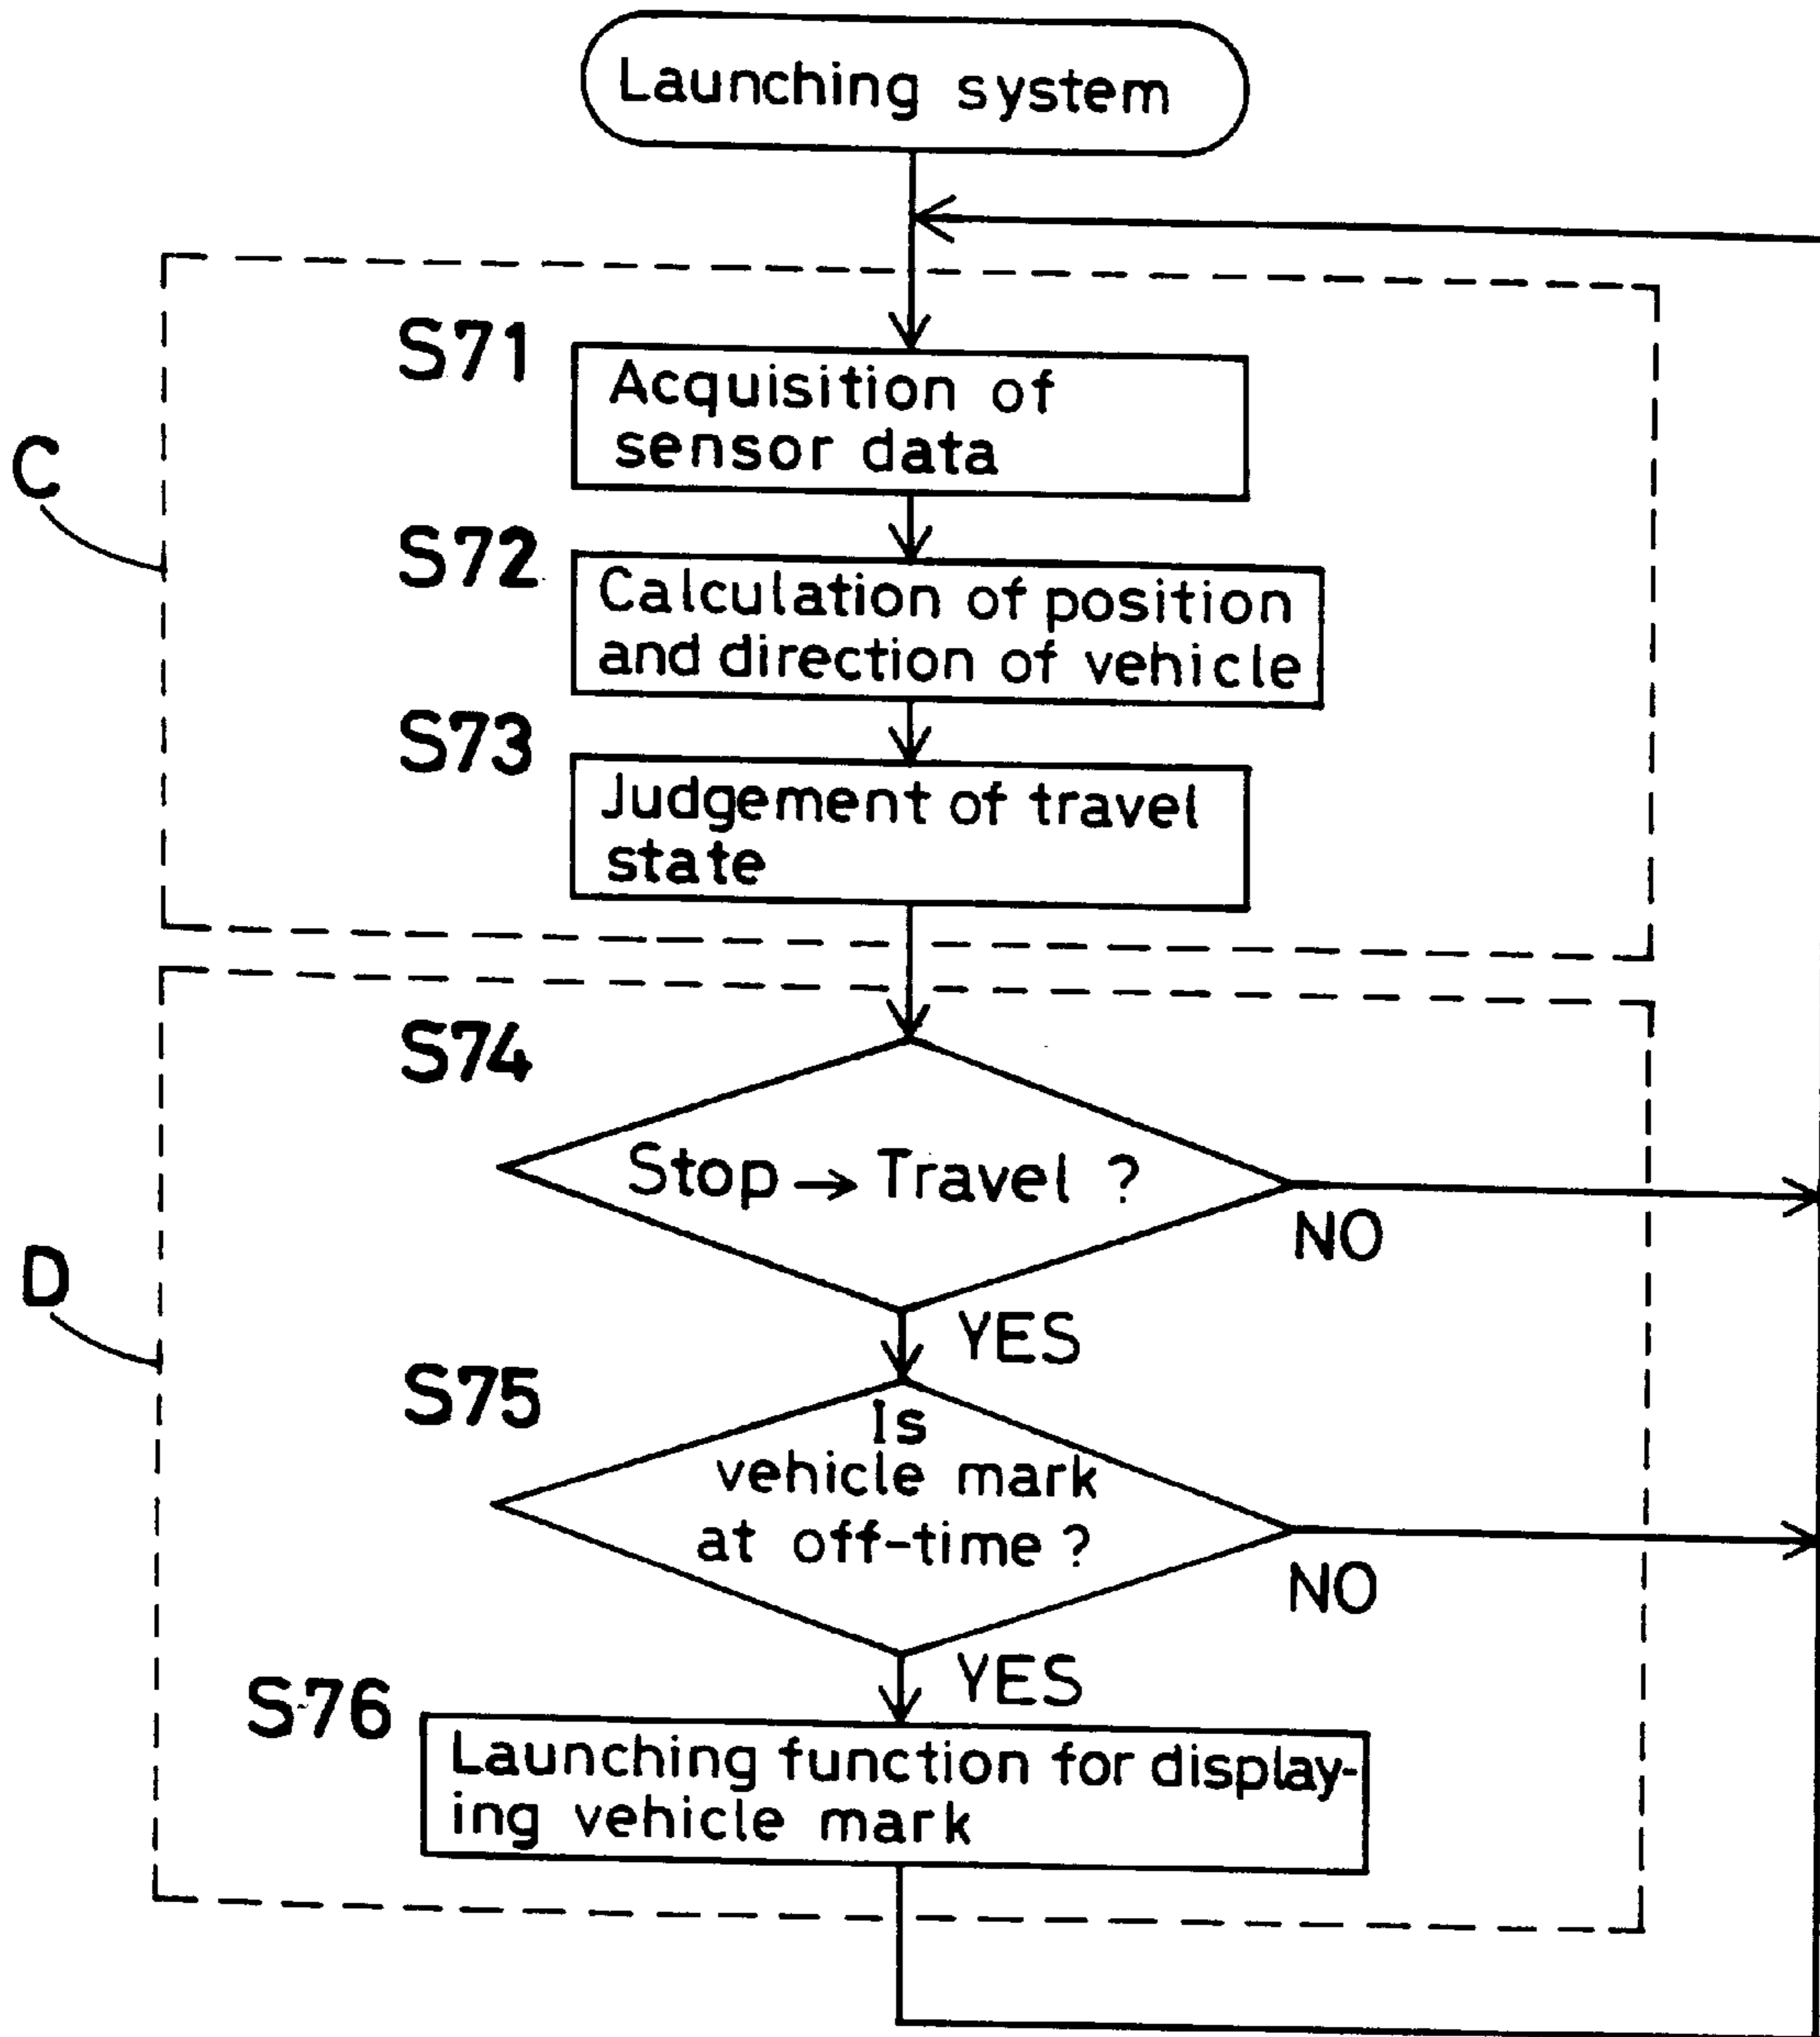 Launching system
S71
Acquisition of
sensor data
C
S72
Calculation of position
and direction of vehicle
S73
Judgement of travel
state
S74
Stop → Travel ?
NO
D
YES
S75
Is
vehicle mark
at off-time ?
NO
YES
S76
Launching function for display-
ing vehicle mark